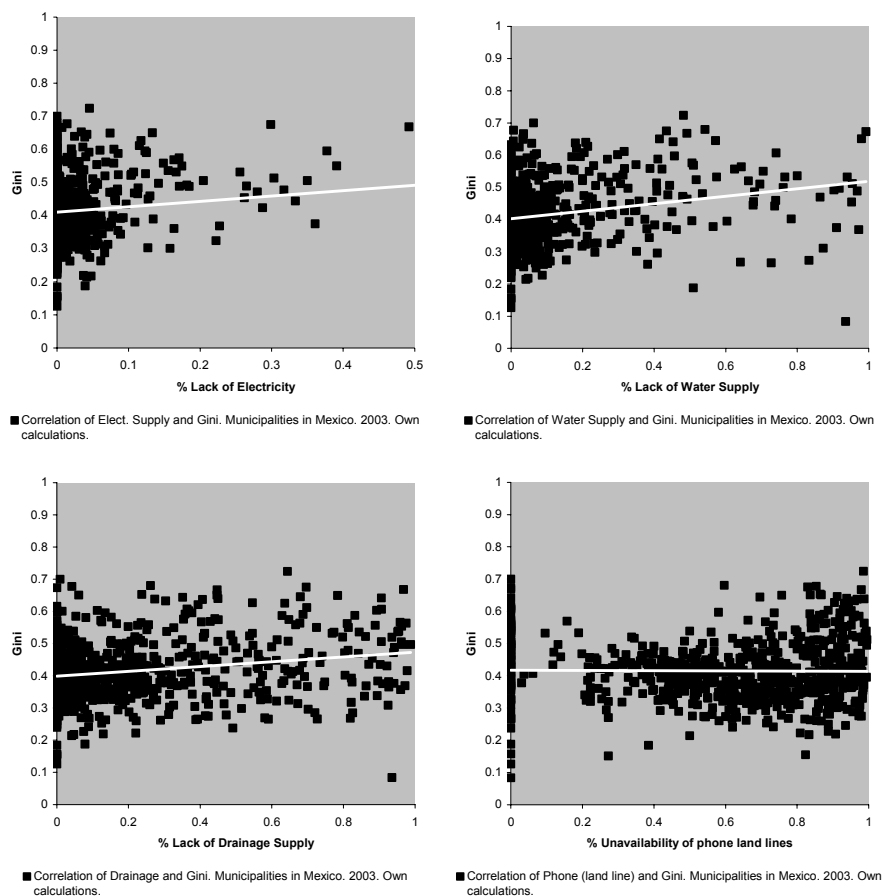 1
0.9
0.8
0.7
0.6
0.5
0.4
0.3
0.2
0.1
0
Gini
0 0.1 0.2 0.3 0.4 0.5
% Lack of Electricity
Correlation of Elect. Supply and Gini. Municipalities in Mexico. 2003. Own
calculations.
1
0.9
0.8
0.7
0.6
0.5
0.4
0.3
0.2
0.1
0
Gini
0 0.2 0.4 0.6 0.8 1
% Lack of Water Supply
Correlation of Water Supply and Gini. Municipalities in Mexico. 2003. Own
calculations.
1
0.9
0.8
0.7
0.6
0.5
0.4
0.3
0.2
0.1
0
Gini
0 0.2 0.4 0.6 0.8 1
% Lack of Drainage Supply
Correlation of Drainage and Gini. Municipalities in Mexico. 2003. Own
calculations.
1
0.9
0.8
0.7
0.6
0.5
0.4
0.3
0.2
0.1
0
Gini
0 0.2 0.4 0.6 0.8 1
% Unavailability of phone land lines
Correlation of Phone (land line) and Gini. Municipalities in Mexico. 2003. Own
calculations.